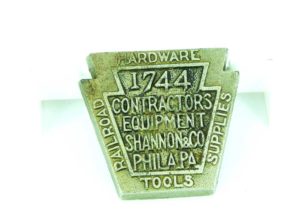 HARDWARE
1744
CONTRACTORS
EQUIPMENT
SHANNON & CO
PHILA. PA.
RAILROAD
SUPPLIES
TOOLS